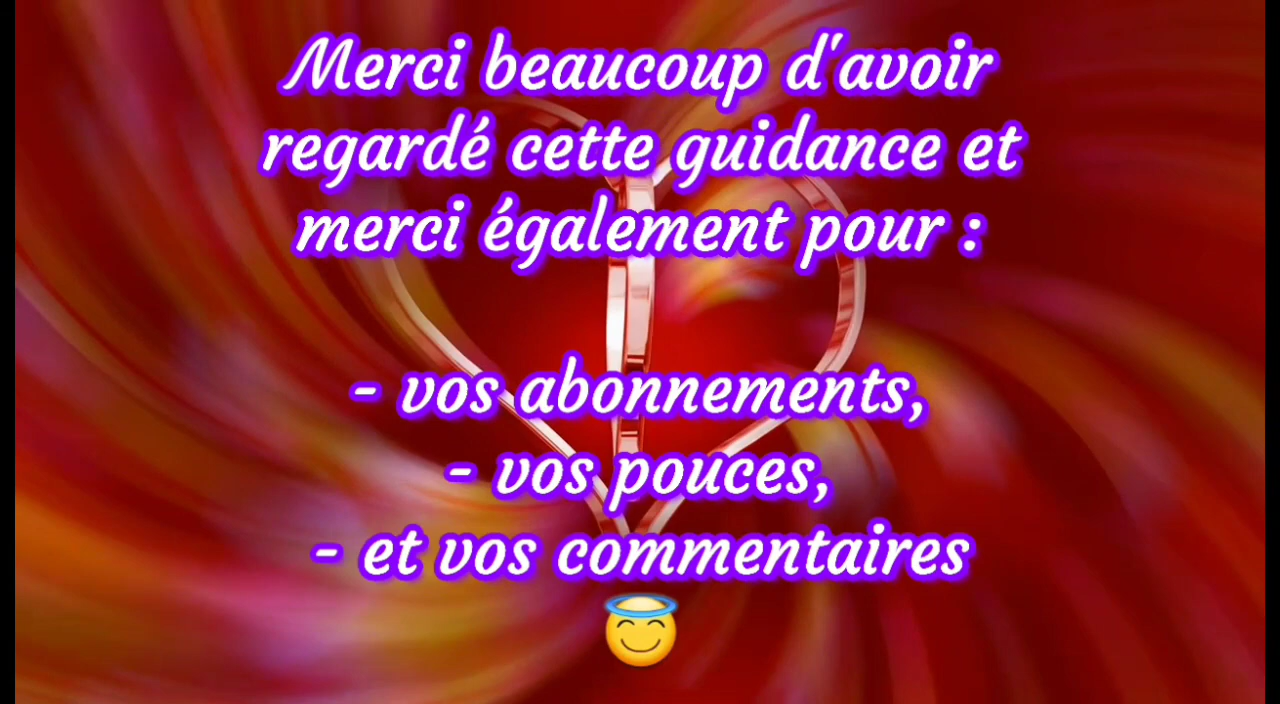 Merci beaucoup d'avoir
regardé cette guidance et
merci également pour :
- vos abonnements,
- vos pouces,
- et vos commentaires